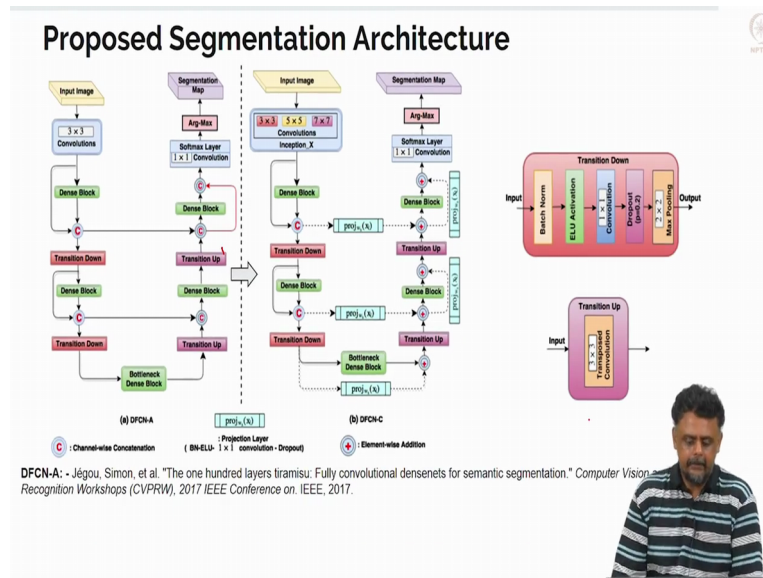 Proposed Segmentation Architecture
Input Image
3 × 3
Convolutions
Dense Block
C
Transition Down
Dense Block
C
Transition Down
Bottleneck
Dense Block
Segmentation
Map
Arg-Max
Softmax Layer
1 × 1 Convolution
C
Dense Block
C
Transition Up
Dense Block
C
Transition Up
(a) DFCN-A
Input Image
3 × 3 5 × 5 7 × 7
Convolutions
Inception_X
Dense Block
C
Transition Down
Dense Block
C
Transition Down
Bottleneck
Dense Block
Segmentation Map
Arg-Max
Softmax Layer
1 × 1 Convolution
+
Dense Block
+
Transition Up
+
Dense Block
+
Transition Up
+
(b) DFCN-C
: Projection Layer
( BN-ELU- 1 × 1 convolution - Dropout)
C : Channel-wise Concatenation
+ : Element-wise Addition
Transition Down
Input
Batch Norm
ELU Activation
1 × 1
Convolution
Dropout
(p=0.2)
2 × 2
Max Pooling
Output
Transition Up
Input
3 × 3
Transposed
Convolution
DFCN-A: - Jégou, Simon, et al. "The one hundred layers tiramisu: Fully convolutional densenets for semantic segmentation." Computer Vision
Recognition Workshops (CVPRW), 2017 IEEE Conference on. IEEE, 2017.